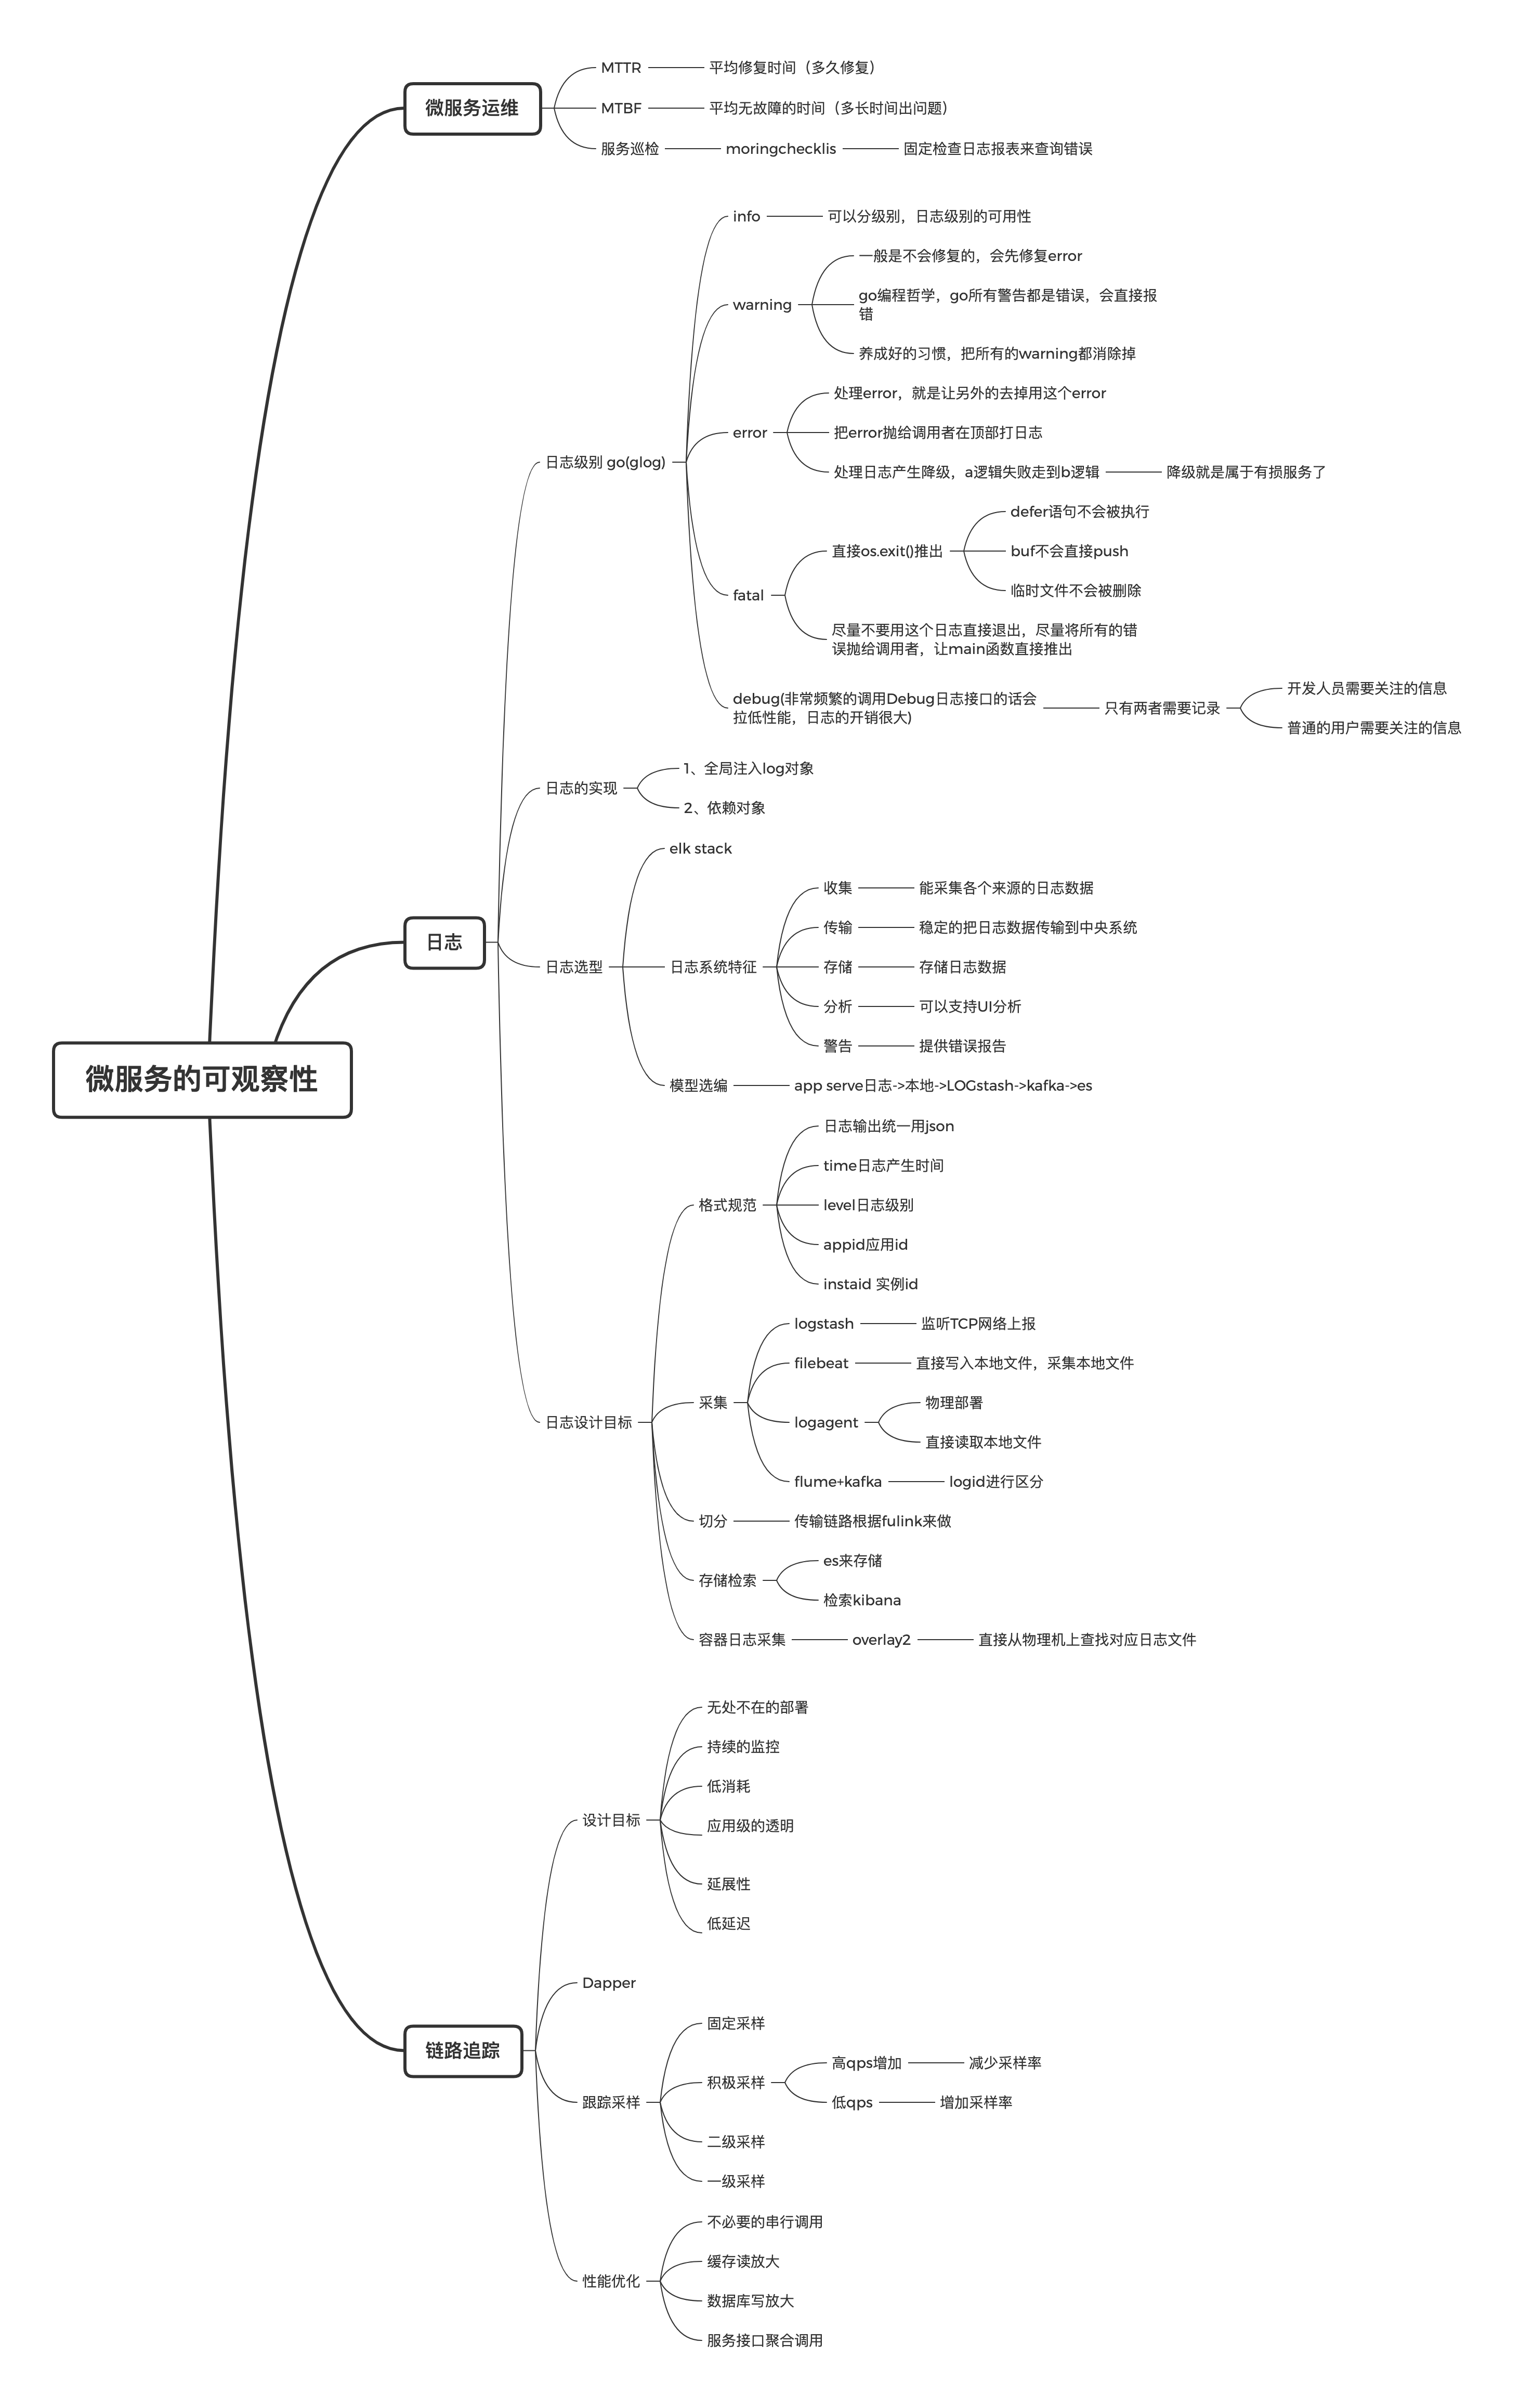 微服务的可观察性
微服务运维
MTTR
平均修复时间（多久修复）
MTBF
平均无故障的时间（多长时间出问题）
服务巡检
moringchecklis
固定检查日志报表来查询错误
日志
日志级别 go(glog)
info
可以分级别，日志级别的可用性
warning
一般是不会修复的，会先修复error
go编程哲学，go所有警告都是错误，会直接报
错
养成好的习惯，把所有的warning都消除掉
error
处理error，就是让另外的去掉用这个error
把error抛给调用者在顶部打日志
处理日志产生降级，a逻辑失败走到b逻辑
降级就是属于有损服务了
fatal
直接os.exit()推出
defer语句不会被执行
buf不会直接push
临时文件不会被删除
尽量不要用这个日志直接退出，尽量将所有的错
误抛给调用者，让main函数直接推出
debug(非常频繁的调用Debug日志接口的话会
拉低性能，日志的开销很大)
只有两者需要记录
开发人员需要关注的信息
普通的用户需要关注的信息
日志的实现
1、全局注入log对象
2、依赖对象
日志选型
elk stack
日志系统特征
收集
能采集各个来源的日志数据
传输
稳定的把日志数据传输到中央系统
存储
存储日志数据
分析
可以支持UI分析
警告
提供错误报告
模型选编
app serve日志->本地->LOGstash->kafka->es
日志设计目标
格式规范
日志输出统一用json
time日志产生时间
level日志级别
appid应用id
instaid 实例id
采集
logstash
监听TCP网络上报
filebeat
直接写入本地文件，采集本地文件
logagent
物理部署
直接读取本地文件
flume+kafka
logid进行区分
切分
传输链路根据fulink来做
存储检索
es来存储
检索kibana
容器日志采集
overlay2
直接从物理机上查找对应日志文件
链路追踪
设计目标
无处不在的部署
持续的监控
低消耗
应用级的透明
延展性
低延迟
Dapper
跟踪采样
固定采样
积极采样
高qps增加
减少采样率
低qps
增加采样率
二级采样
一级采样
性能优化
不必要的串行调用
缓存读放大
数据库写放大
服务接口聚合调用